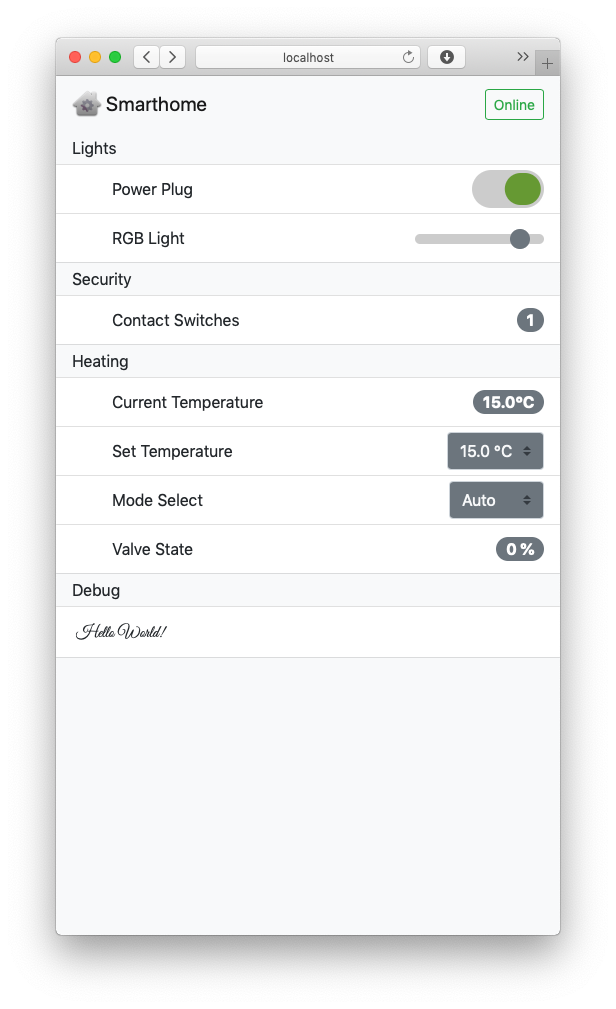 localhost
Smarthome
Online
Lights
Power Plug
RGB Light
Security
Contact Switches
1
Heating
Current Temperature
15.0°C
Set Temperature
15.0 °C
Mode Select
Auto
Valve State
0 %
Debug
Hello World!